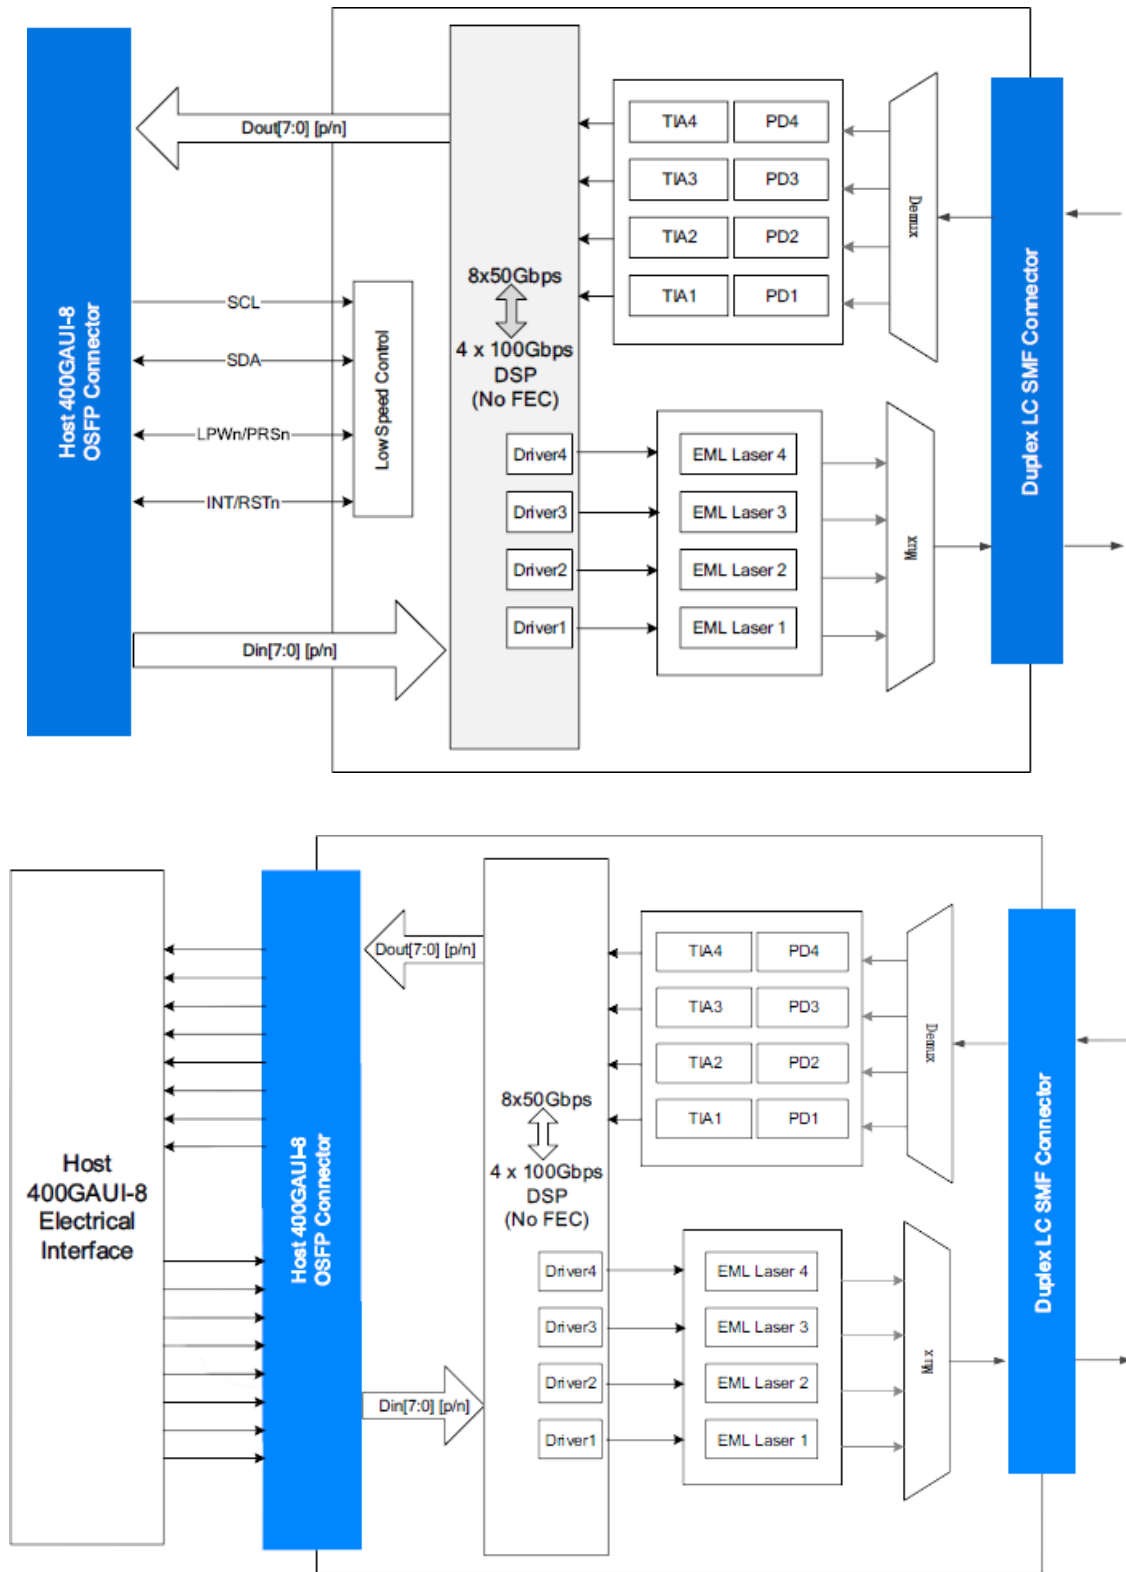 Host 400GAUI-8
OSFP Connector
Dout[7:0] [p/n]
SCL
SDA
LPWn/PRSn
INT/RSTn
Low Speed Control
Din[7:0] [p/n]
8x50Gbps
4 x 100Gbps
DSP
(No FEC)
Driver4
Driver3
Driver2
Driver1
TIA4 PD4
TIA3 PD3
TIA2 PD2
TIA1 PD1
EML Laser 4
EML Laser 3
EML Laser 2
EML Laser 1
Demux
Mux
Duplex LC SMF Connector
Host
400GAUI-8
Electrical
Interface
Host 400GAUI-8
OSFP Connector
Dout[7:0] [p/n]
Din[7:0] [p/n]
8x50Gbps
4 x 100Gbps
DSP
(No FEC)
Driver4
Driver3
Driver2
Driver1
TIA4 PD4
TIA3 PD3
TIA2 PD2
TIA1 PD1
EML Laser 4
EML Laser 3
EML Laser 2
EML Laser 1
Demux
Mux
Duplex LC SMF Connector